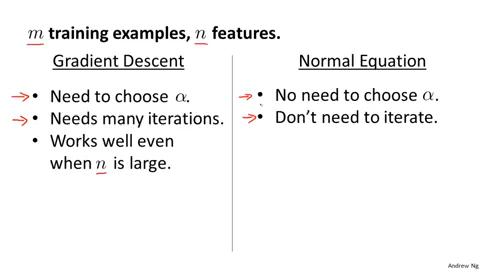 m training examples, n features.
Gradient Descent
• Need to choose α.
• Needs many iterations.
• Works well even
when n is large.
Normal Equation
• No need to choose α.
• Don't need to iterate.
Andrew Ng